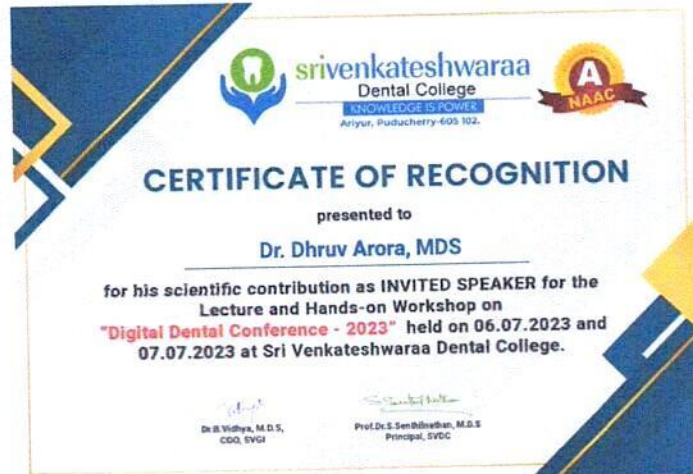 srivenkateshwaraa
Dental College
KNOWLEDGE IS POWER
Ariyur, Puducherry-605 102.
A
NAAC
CERTIFICATE OF RECOGNITION
presented to
Dr. Dhruv Arora, MDS
for his scientific contribution as INVITED SPEAKER for the
Lecture and Hands-on Workshop on
"Digital Dental Conference - 2023" held on 06.07.2023 and
07.07.2023 at Sri Venkateshwaraa Dental College.
Dr.B.Vidhya, M.D.S,
COO, SVGI
Prof.Dr.S.Senthilnathan, M.D.S
Principal, SVDC